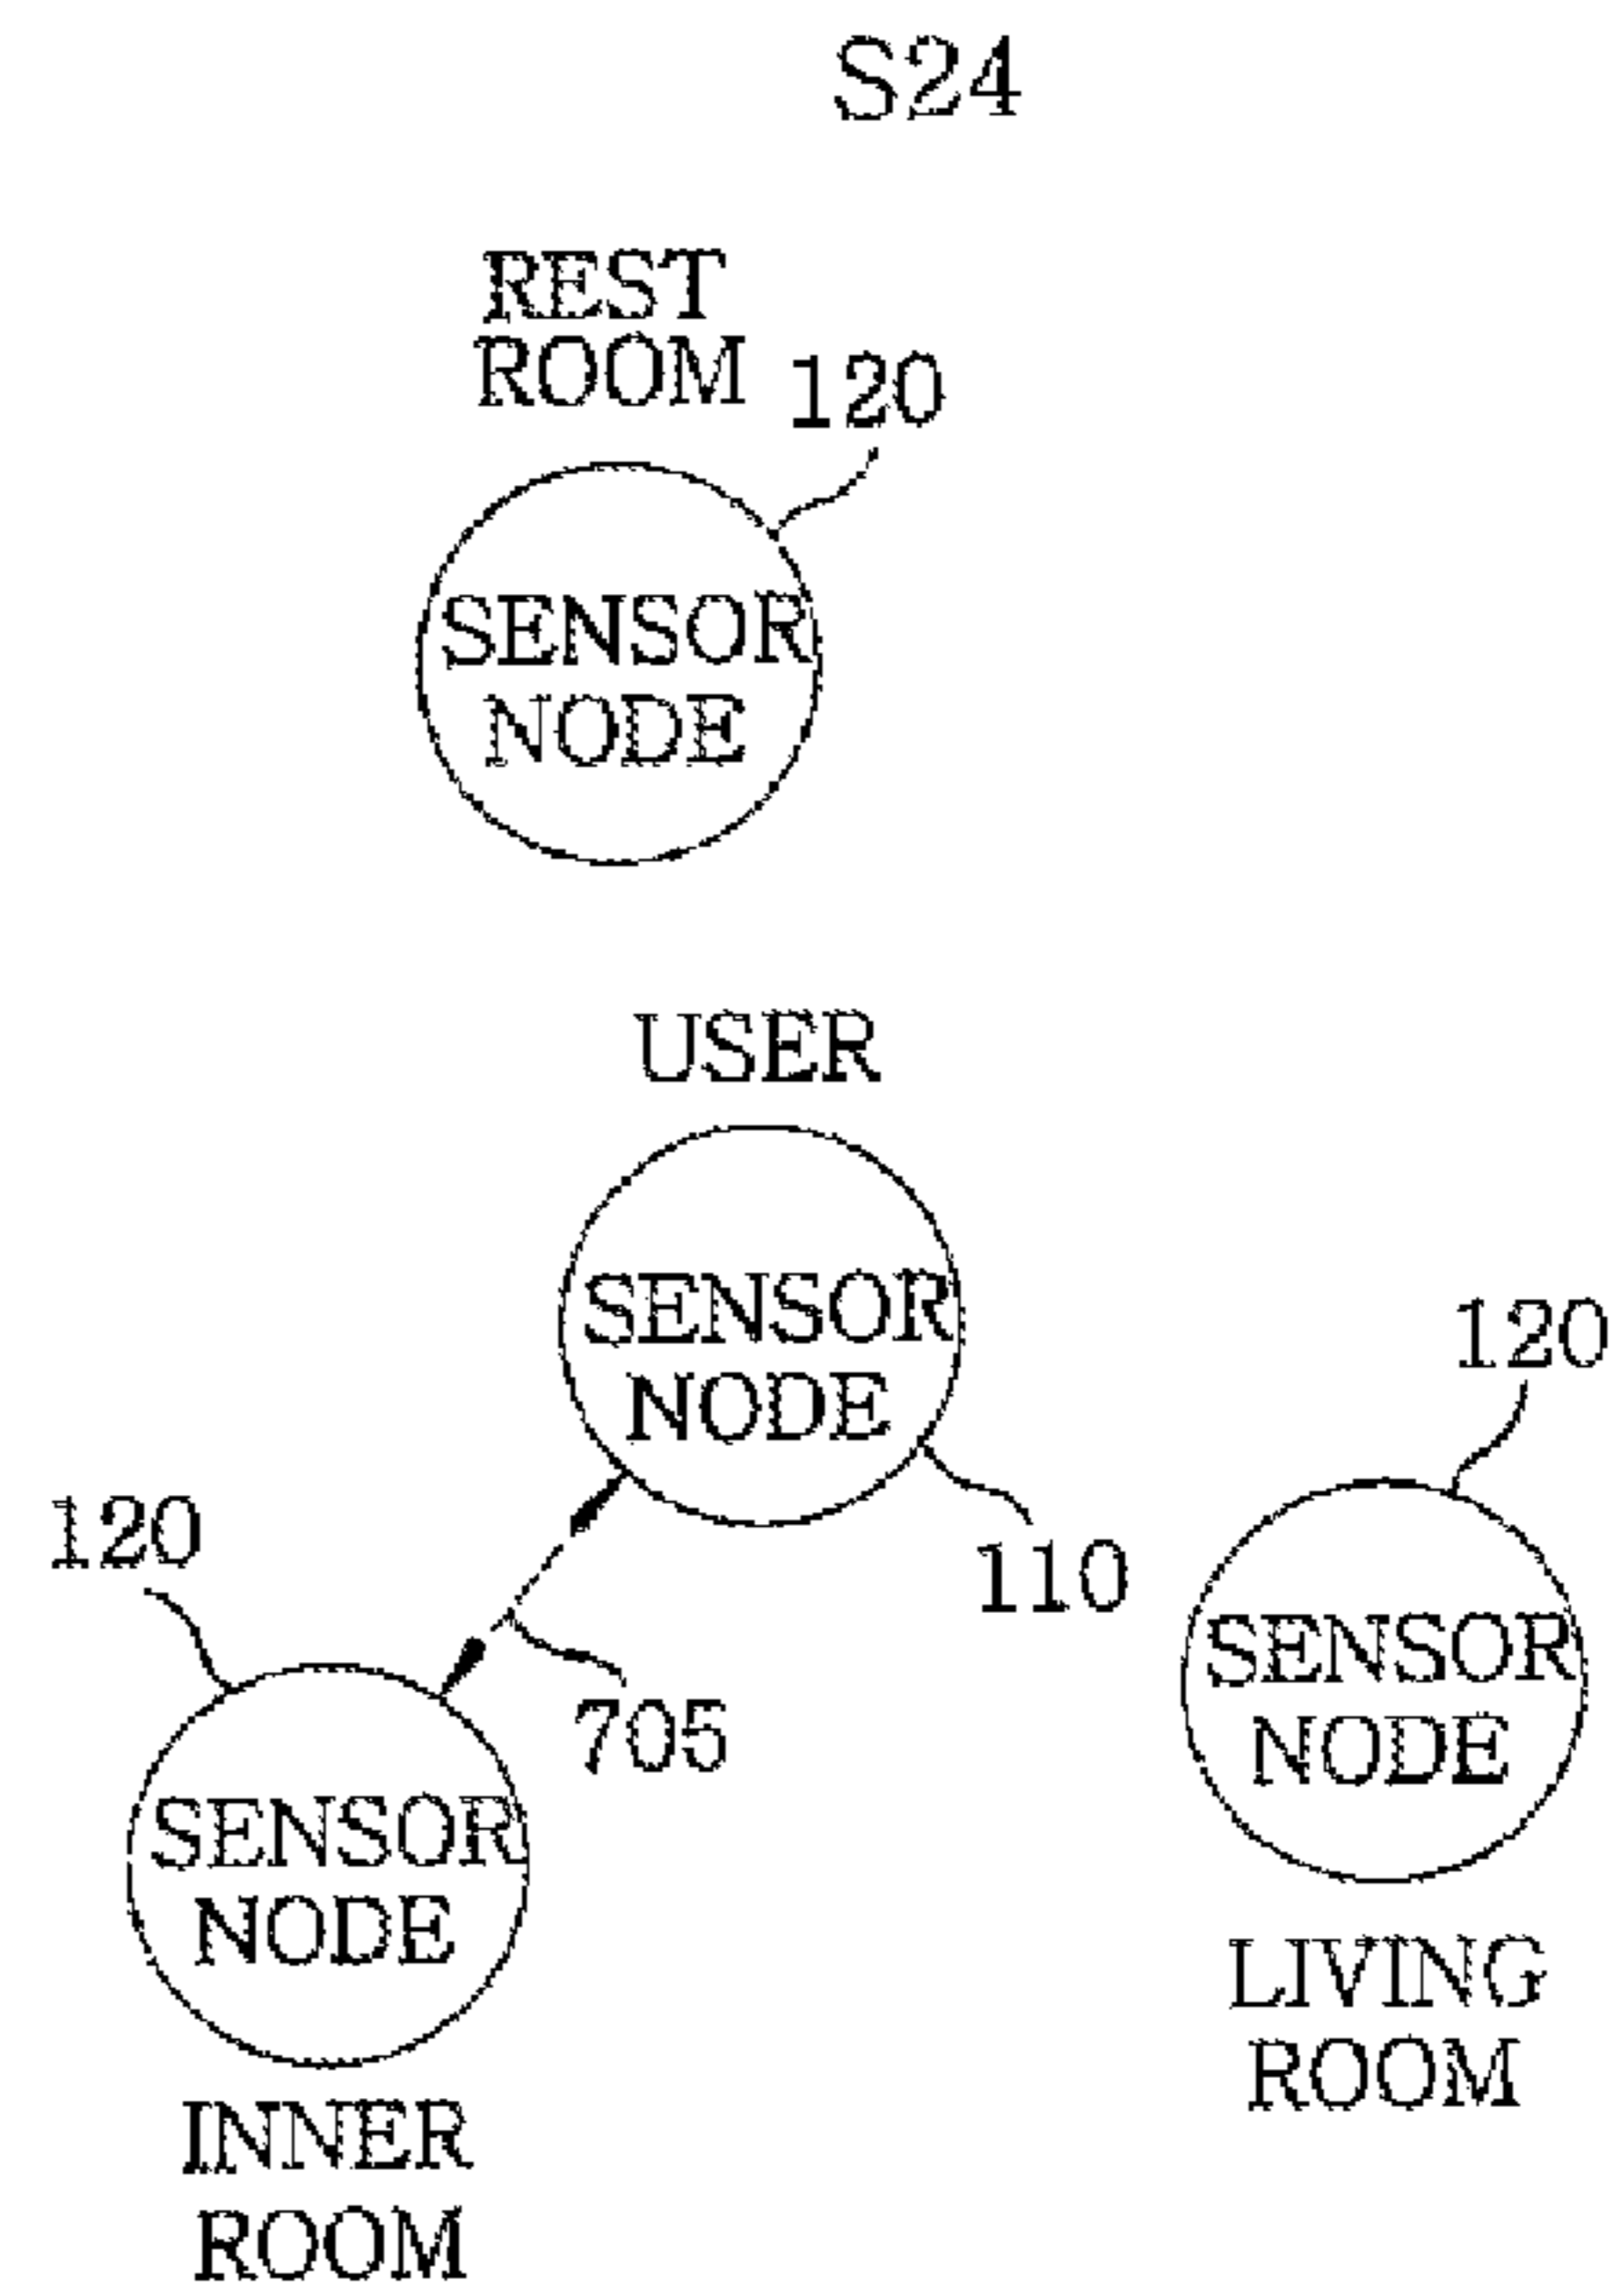 S24
REST
ROOM
120
SENSOR
NODE
USER
SENSOR
NODE
110
120
SENSOR
NODE
LIVING
ROOM
120
705
SENSOR
NODE
INNER
ROOM